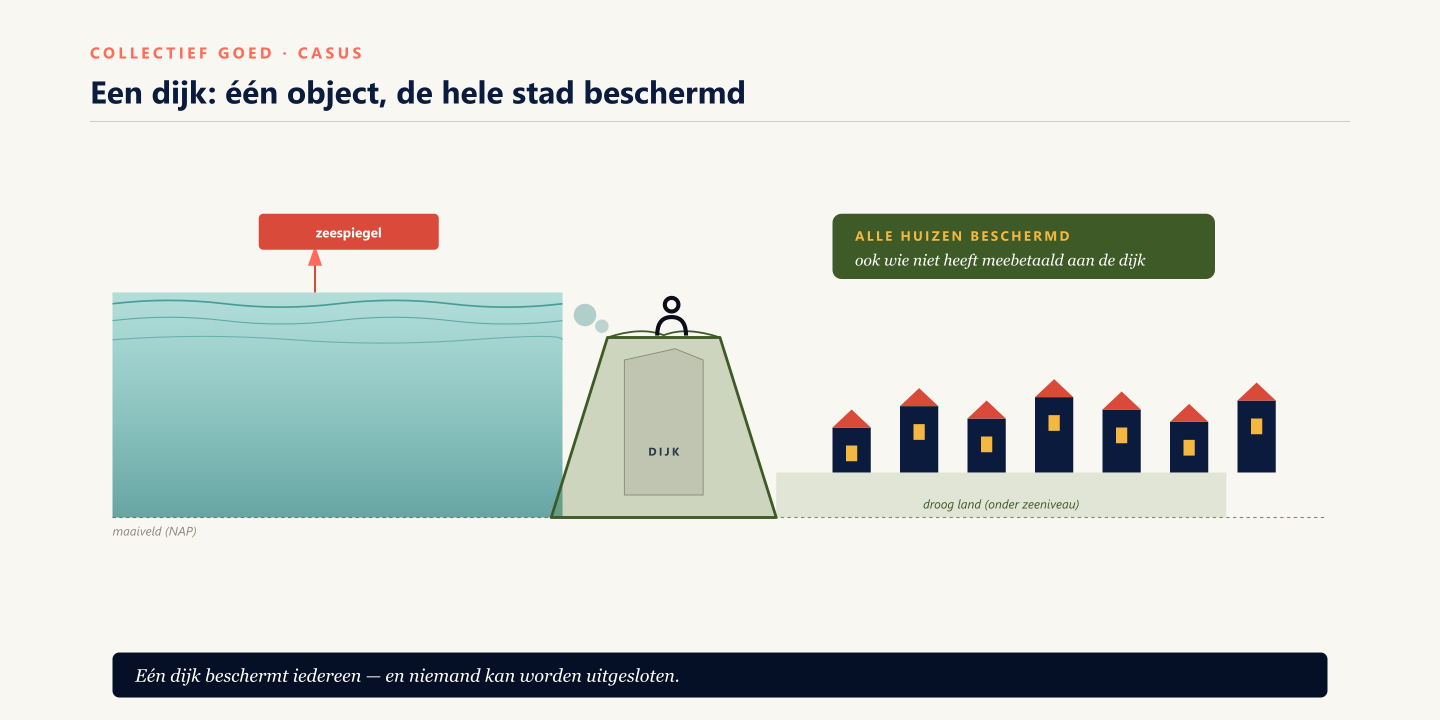 COLLECTIEF GOED · CASUS
Een dijk: één object, de hele stad beschermd
zeespiegel
ALLE HUIZEN BESCHERMD
ook wie niet heeft meebetaald aan de dijk
DIJK
droog land (onder zeeniveau)
maaiveld (NAP)
Eén dijk beschermt iedereen — en niemand kan worden uitgesloten.